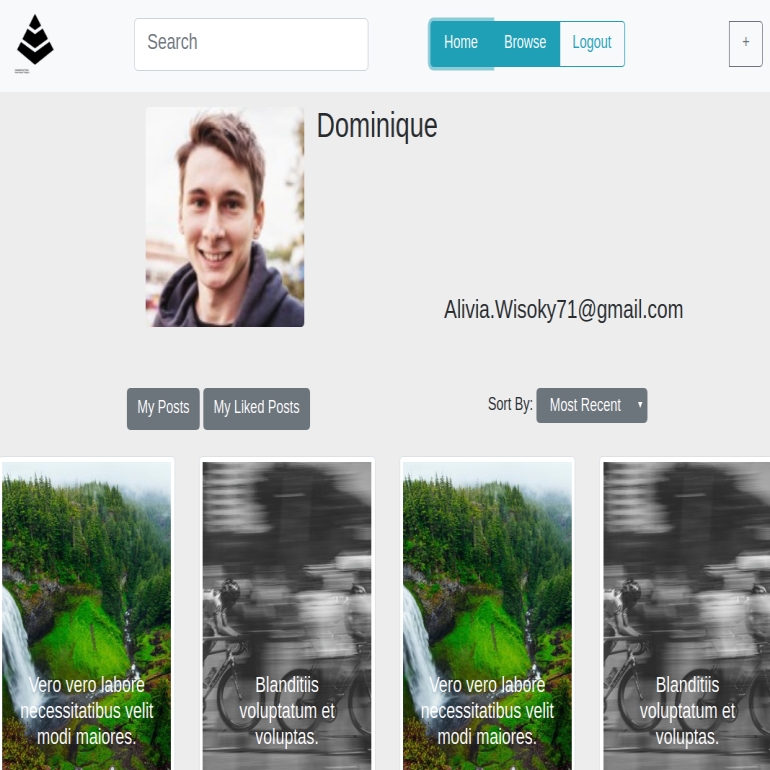 Search
Home Browse Logout +
Dominique
Alivia.Wisoky71@gmail.com
My Posts My Liked Posts Sort By: Most Recent
Vero vero labore
necessitatibus velit
modi maiores.
Blanditiis
voluptatum et
voluptas.
Vero vero labore
necessitatibus velit
modi maiores.
Blanditiis
voluptatum et
voluptas.